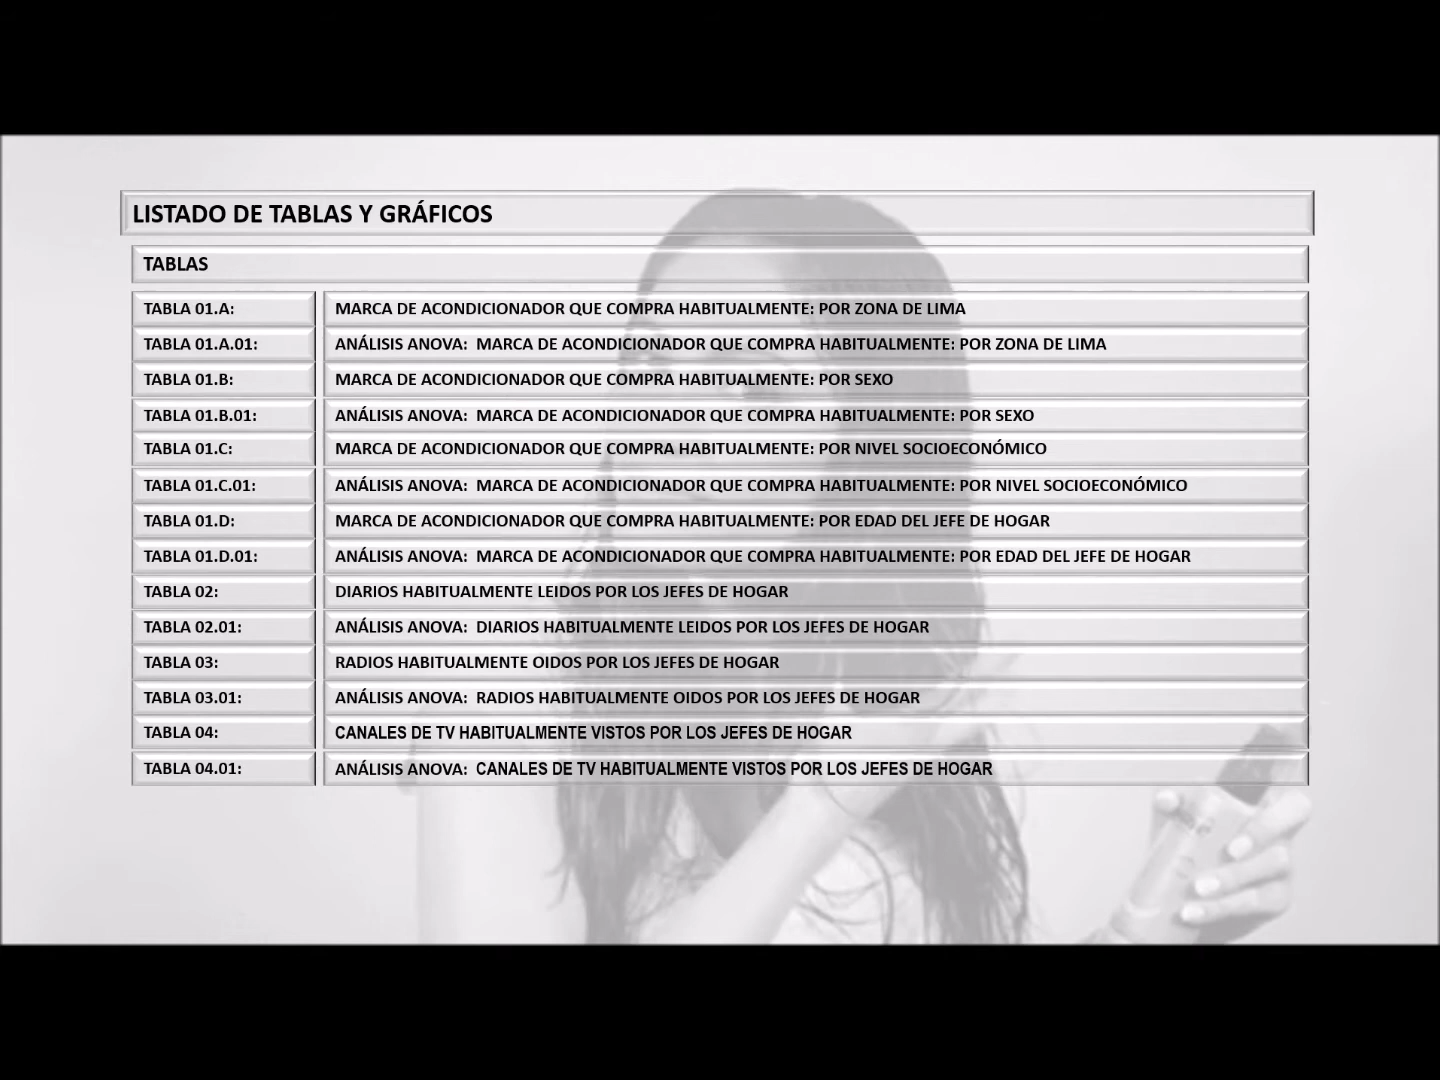 LISTADO DE TABLAS Y GRÁFICOS
TABLAS
TABLA 01.A: MARCA DE ACONDICIONADOR QUE COMPRA HABITUALMENTE: POR ZONA DE LIMA
TABLA 01.A.01: ANÁLISIS ANOVA: MARCA DE ACONDICIONADOR QUE COMPRA HABITUALMENTE: POR ZONA DE LIMA
TABLA 01.B: MARCA DE ACONDICIONADOR QUE COMPRA HABITUALMENTE: POR SEXO
TABLA 01.B.01: ANÁLISIS ANOVA: MARCA DE ACONDICIONADOR QUE COMPRA HABITUALMENTE: POR SEXO
TABLA 01.C: MARCA DE ACONDICIONADOR QUE COMPRA HABITUALMENTE: POR NIVEL SOCIOECONÓMICO
TABLA 01.C.01: ANÁLISIS ANOVA: MARCA DE ACONDICIONADOR QUE COMPRA HABITUALMENTE: POR NIVEL SOCIOECONÓMICO
TABLA 01.D: MARCA DE ACONDICIONADOR QUE COMPRA HABITUALMENTE: POR EDAD DEL JEFE DE HOGAR
TABLA 01.D.01: ANÁLISIS ANOVA: MARCA DE ACONDICIONADOR QUE COMPRA HABITUALMENTE: POR EDAD DEL JEFE DE HOGAR
TABLA 02: DIARIOS HABITUALMENTE LEIDOS POR LOS JEFES DE HOGAR
TABLA 02.01: ANÁLISIS ANOVA: DIARIOS HABITUALMENTE LEIDOS POR LOS JEFES DE HOGAR
TABLA 03: RADIOS HABITUALMENTE OIDOS POR LOS JEFES DE HOGAR
TABLA 03.01: ANÁLISIS ANOVA: RADIOS HABITUALMENTE OIDOS POR LOS JEFES DE HOGAR
TABLA 04: CANALES DE TV HABITUALMENTE VISTOS POR LOS JEFES DE HOGAR
TABLA 04.01: ANÁLISIS ANOVA: CANALES DE TV HABITUALMENTE VISTOS POR LOS JEFES DE HOGAR